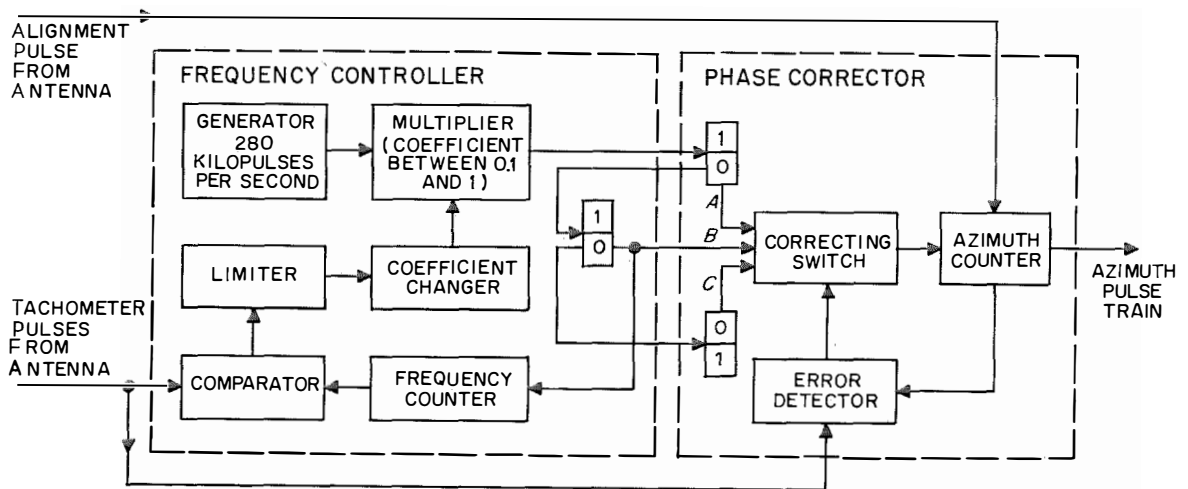 ALIGNMENT
PULSE
FROM
ANTENNA
FREQUENCY CONTROLLER
PHASE CORRECTOR
GENERATOR
280
KILOPULSES
PER SECOND
MULTIPLIER
(COEFFICIENT
BETWEEN 0.1
AND 1)
1
0
A
1
0
B
CORRECTING
SWITCH
AZIMUTH
COUNTER
AZIMUTH
PULSE
TRAIN
LIMITER
COEFFICIENT
CHANGER
C
0
1
TACHOMETER
PULSES
FROM
ANTENNA
COMPARATOR
FREQUENCY
COUNTER
ERROR
DETECTOR